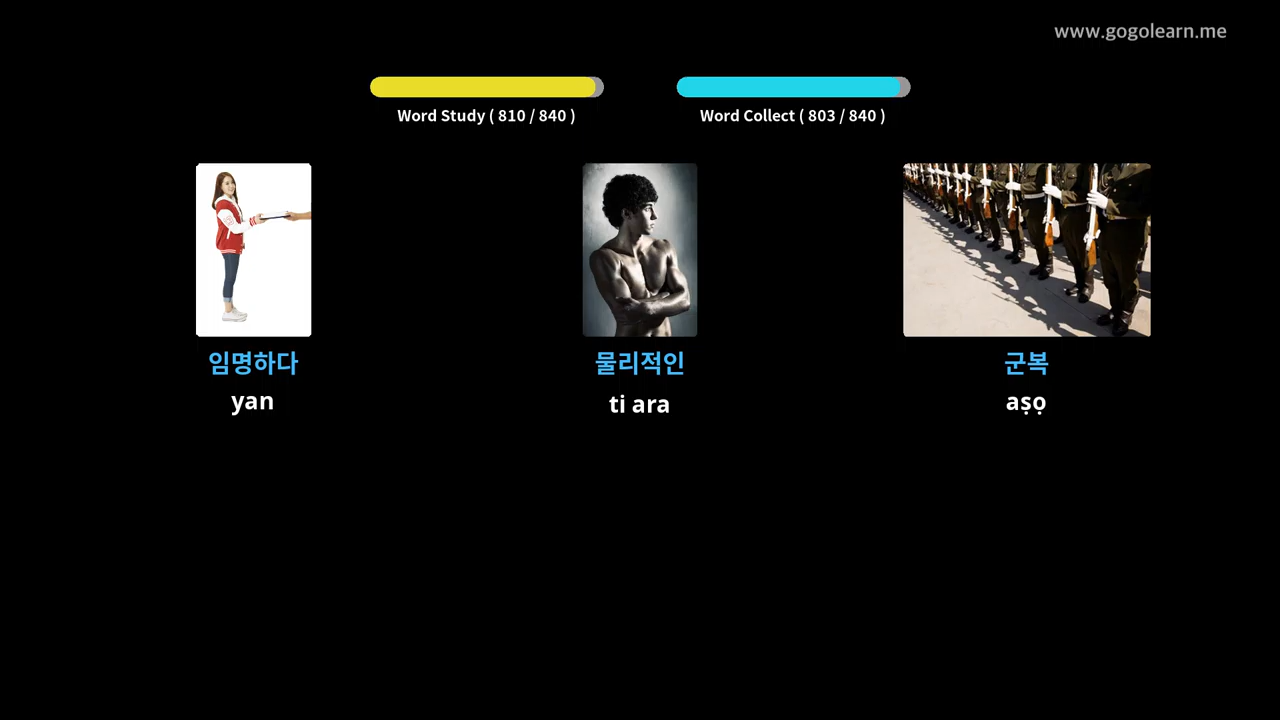 www.gogolearn.me
Word Study ( 810 / 840 )
Word Collect ( 803 / 840 )
임명하다
yan
물리적인
ti ara
군복
aṣọ